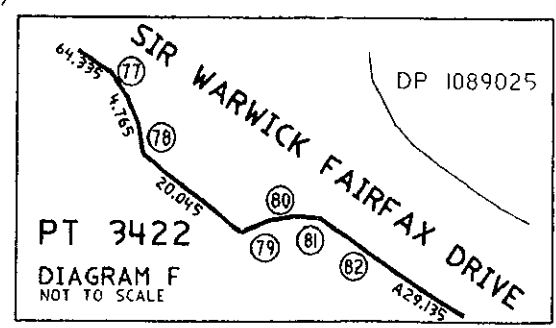 SIR WARWICK FAIRFAX DRIVE
DP 1089025
64.335
77
4.765
78
20.045
80
79
81
82
A29.135
PT 3422
DIAGRAM F
NOT TO SCALE